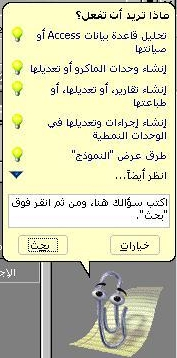 ماذا تريد أن تفعل؟
تحليل قاعدة بيانات Access أو
صيانتها
إنشاء وحدات الماكرو أو تعديلها
إنشاء تقارير، أو تعديلها، أو
طباعتها
إنشاء إجراءات وتعديلها في
الوحدات النمطية
طرق عرض "النموذج"
انظر أيضاً...
اكتب سؤالك هنا، ومن ثم انقر فوق
"بحث".
خيارات
بحث